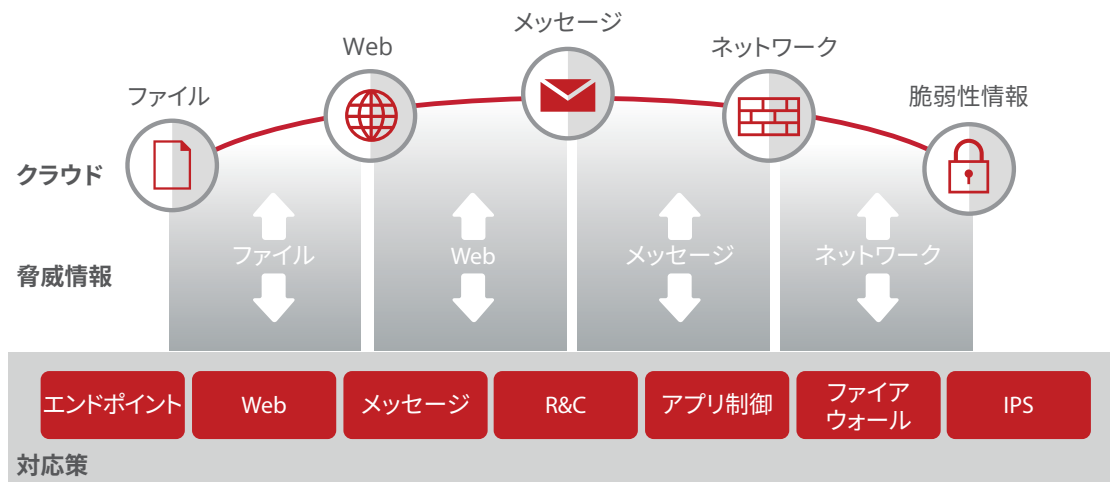 メッセージ
Web
ネットワーク
ファイル
脆弱性情報
クラウド
ファイル
Web
メッセージ
ネットワーク
脅威情報
エンドポイント
Web
メッセージ
R&C
アプリ制御
ファイア
ウォール
IPS
対応策